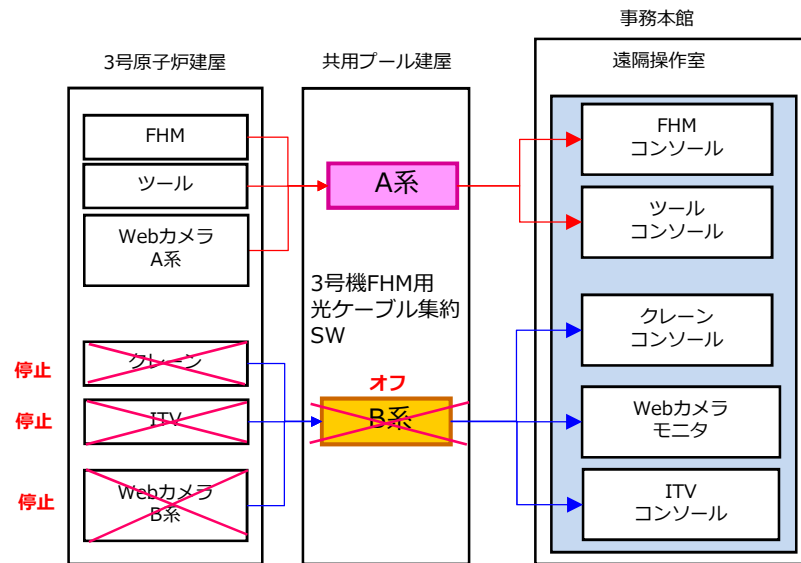 事務本館
3号原子炉建屋
共用プール建屋
遠隔操作室
FHM
ツール
Webカメラ
A系
A系
FHM
コンソール
ツール
コンソール
3号機FHM用
光ケーブル集約
SW
停止
クレーン
停止
ITV
停止
Webカメラ
B系
オフ
B系
クレーン
コンソール
Webカメラ
モニタ
ITV
コンソール